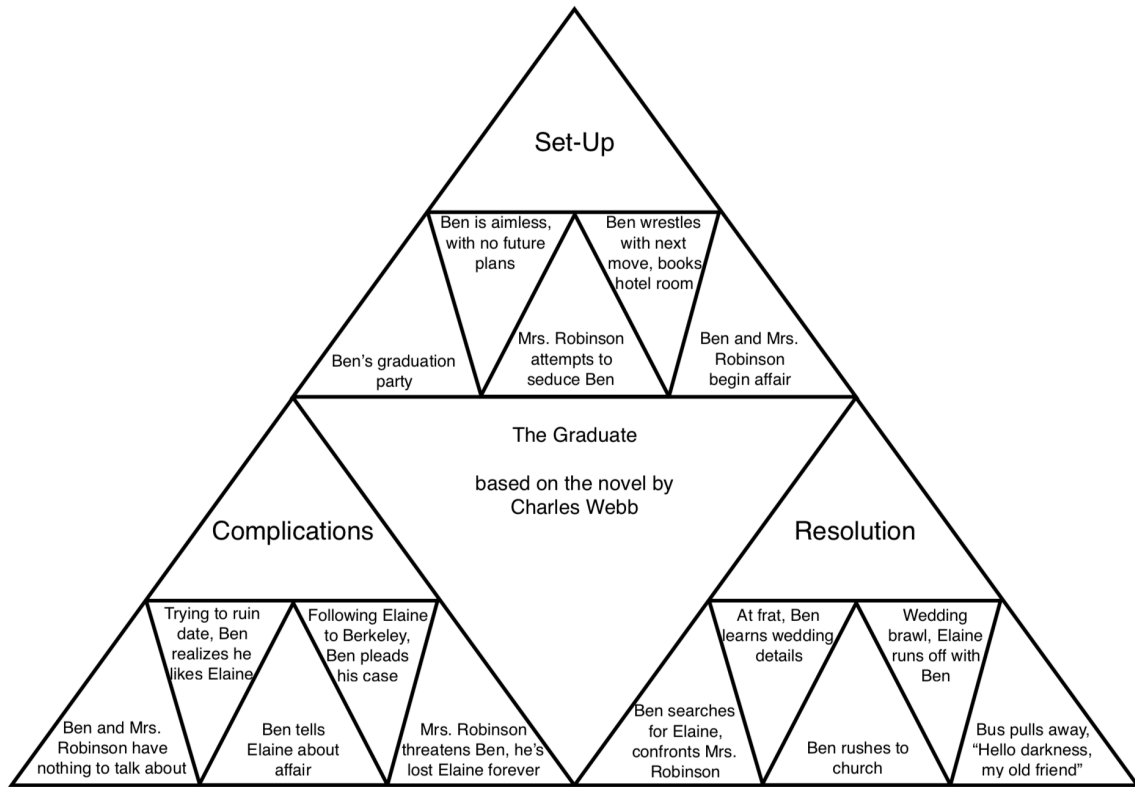 Set-Up
Ben's graduation
party
Ben is aimless,
with no future
plans
Mrs. Robinson
attempts to
seduce Ben
Ben wrestles
with next
move, books
hotel room
Ben and Mrs.
Robinson
begin affair
The Graduate
based on the novel by
Charles Webb
Complications
Ben and Mrs.
Robinson have
nothing to talk about
Trying to ruin
date, Ben
realizes he
likes Elaine
Ben tells
Elaine about
affair
Following Elaine
to Berkeley,
Ben pleads
his case
Mrs. Robinson
threatens Ben, he's
lost Elaine forever
Resolution
Ben searches
for Elaine,
confronts Mrs.
Robinson
At frat, Ben
learns wedding
details
Ben rushes to
church
Wedding
brawl, Elaine
runs off with
Ben
Bus pulls away,
“Hello darkness,
my old friend”